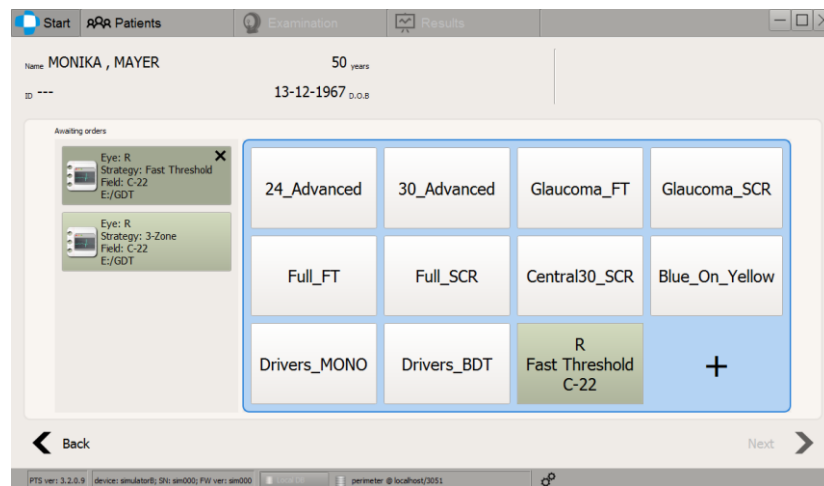 Start Patients Examination Results
Name MONIKA , MAYER 50 years
ID --- 13-12-1967 D.O.B
Awaiting orders
Eye: R
Strategy: Fast Threshold
Field: C-22
E:/GDT
Eye: R
Strategy: 3-Zone
Field: C-22
E:/GDT
24_Advanced 30_Advanced Glaucoma_FT Glaucoma_SCR
Full_FT Full_SCR Central30_SCR Blue_On_Yellow
Drivers_MONO Drivers_BDT
R
Fast Threshold
C-22
+
Back Next
PTS ver: 3.2.0.9 device: simulatorB; SN: sim000; FW ver: sim000 Local DB perimeter @ localhost/3051